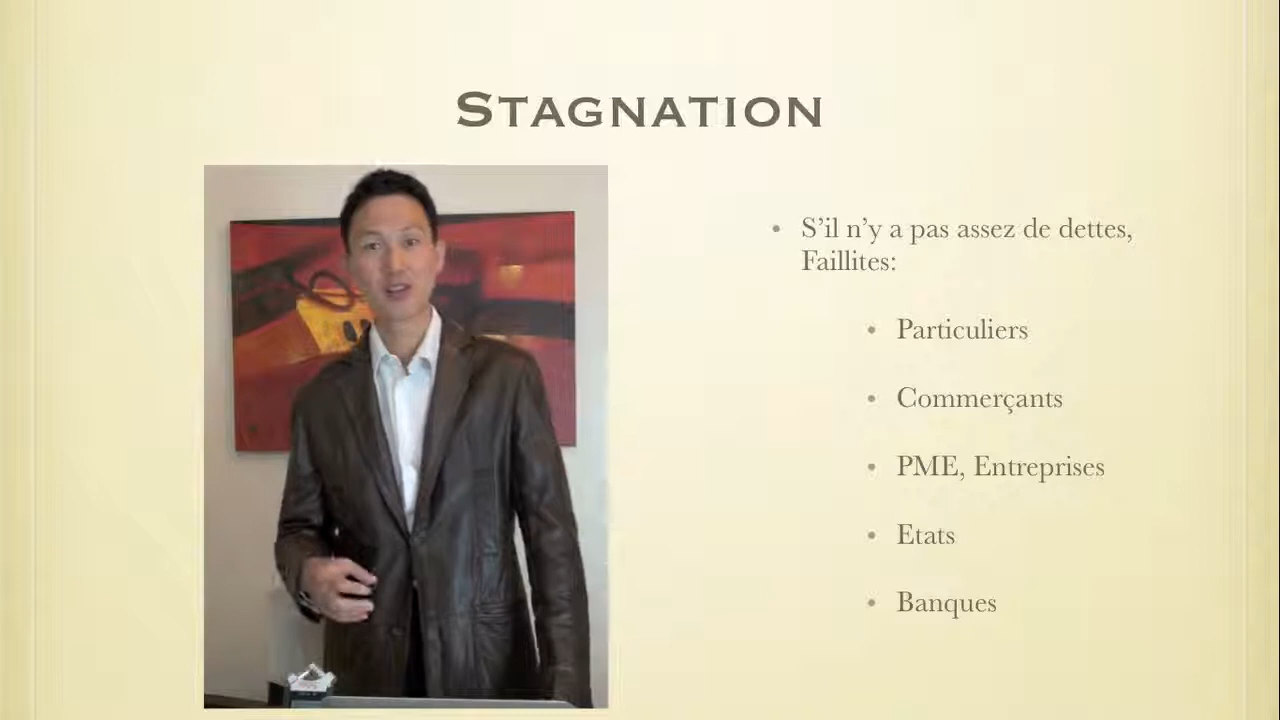 STAGNATION
• S’il n’y a pas assez de dettes,
Faillites:
• Particuliers
• Commerçants
• PME, Entreprises
• Etats
• Banques